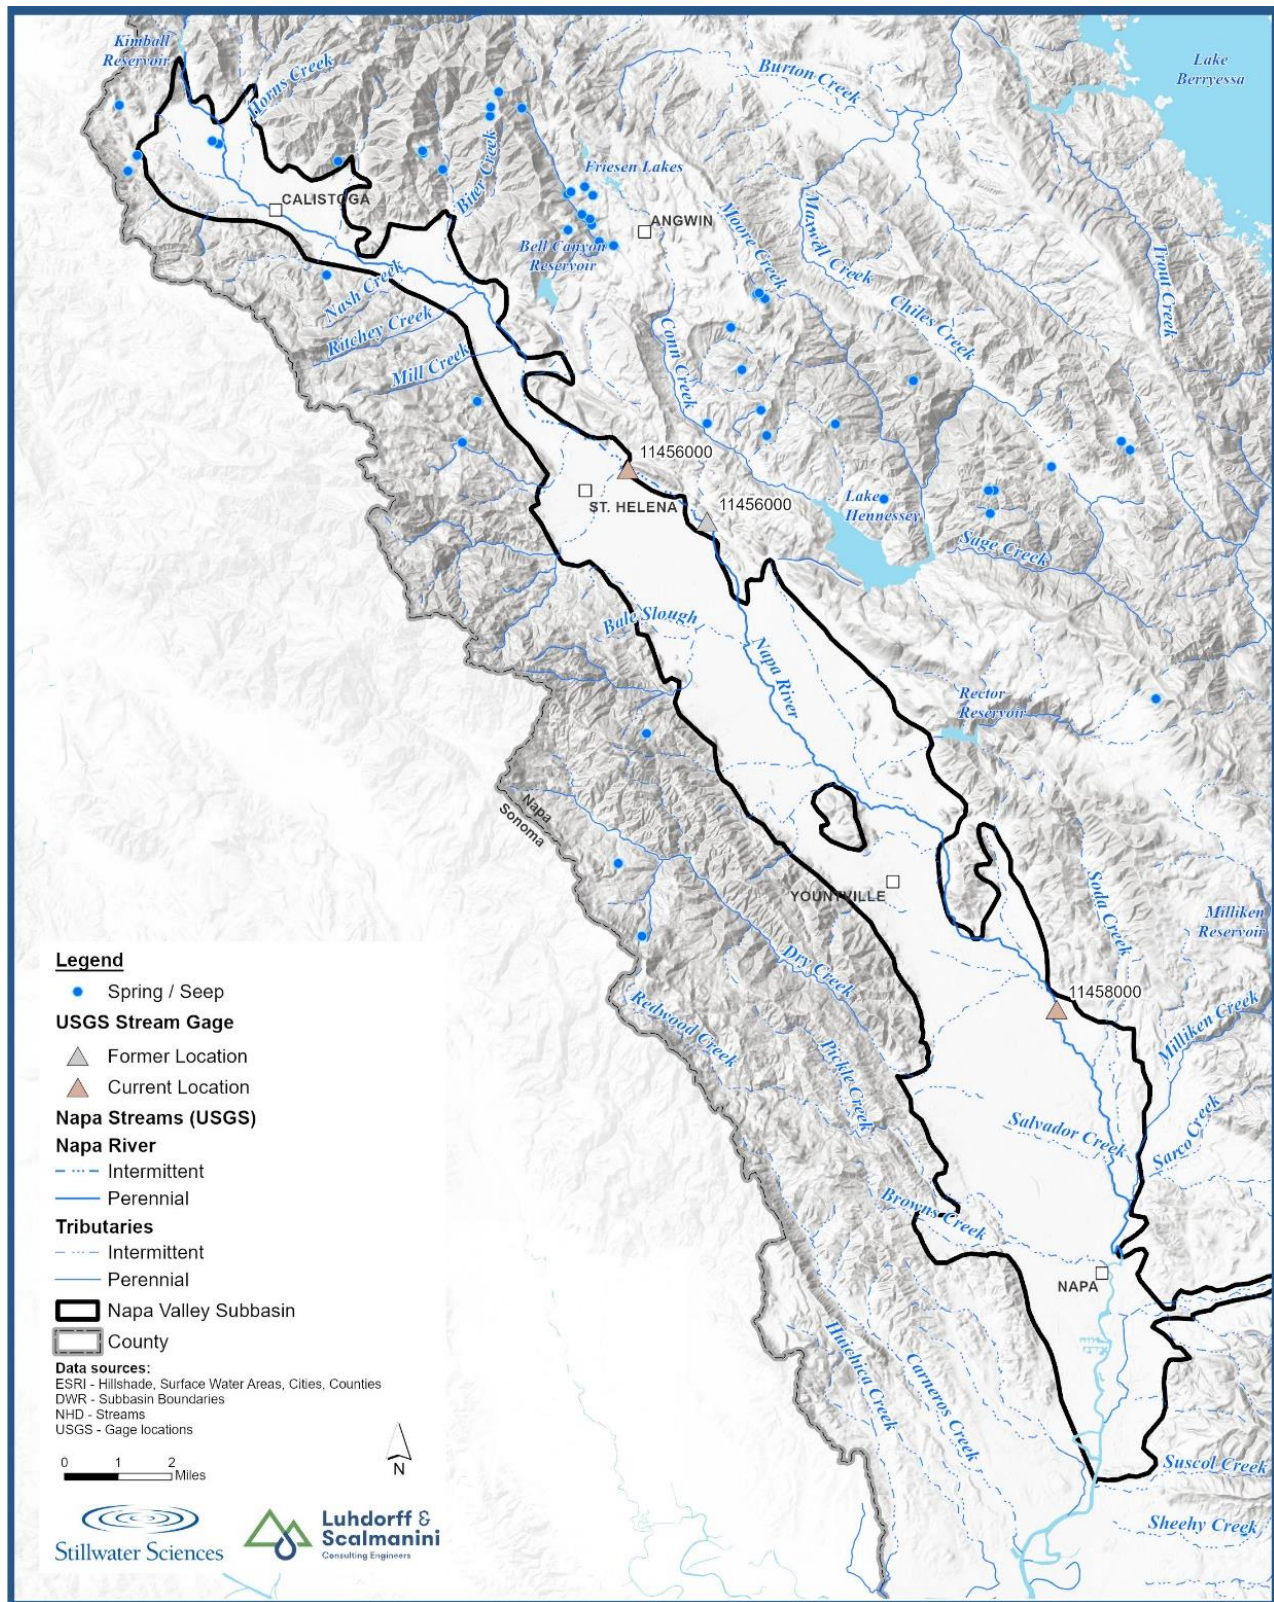 Kimball
Reservoir
Horns Creek
Burton Creek
Lake
Berryessa
Biter Creek
Friesen Lakes
CALISTOGA
ANGWIN
Moore Creek
Maxwell Creek
Trout Creek
Bell Canyon
Reservoir
Nash Creek
Ritchey Creek
Mill Creek
Conn Creek
Chiles Creek
11456000
11456000
ST. HELENA
Lake
Hennessey
Sage Creek
Bale Slough
Napa River
Rector
Reservoir
Napa
Sonoma
YOUNTVILLE
Soda Creek
Milliken
Reservoir
Dry Creek
11458000
Redwood Creek
Milliken Creek
Pickle Creek
Salvador Creek
Sarco Creek
Browns Creek
NAPA
Huichica Creek
Carneros Creek
Suscol Creek
Sheehy Creek
Legend
Spring / Seep
USGS Stream Gage
Former Location
Current Location
Napa Streams (USGS)
Napa River
Intermittent
Perennial
Tributaries
Intermittent
Perennial
Napa Valley Subbasin
County
Data sources:
ESRI - Hillshade, Surface Water Areas, Cities, Counties
DWR - Subbasin Boundaries
NHD - Streams
USGS - Gage locations
0 1 2
Miles
N
Stillwater Sciences
Luhdorff &
Scalmanini
Consulting Engineers